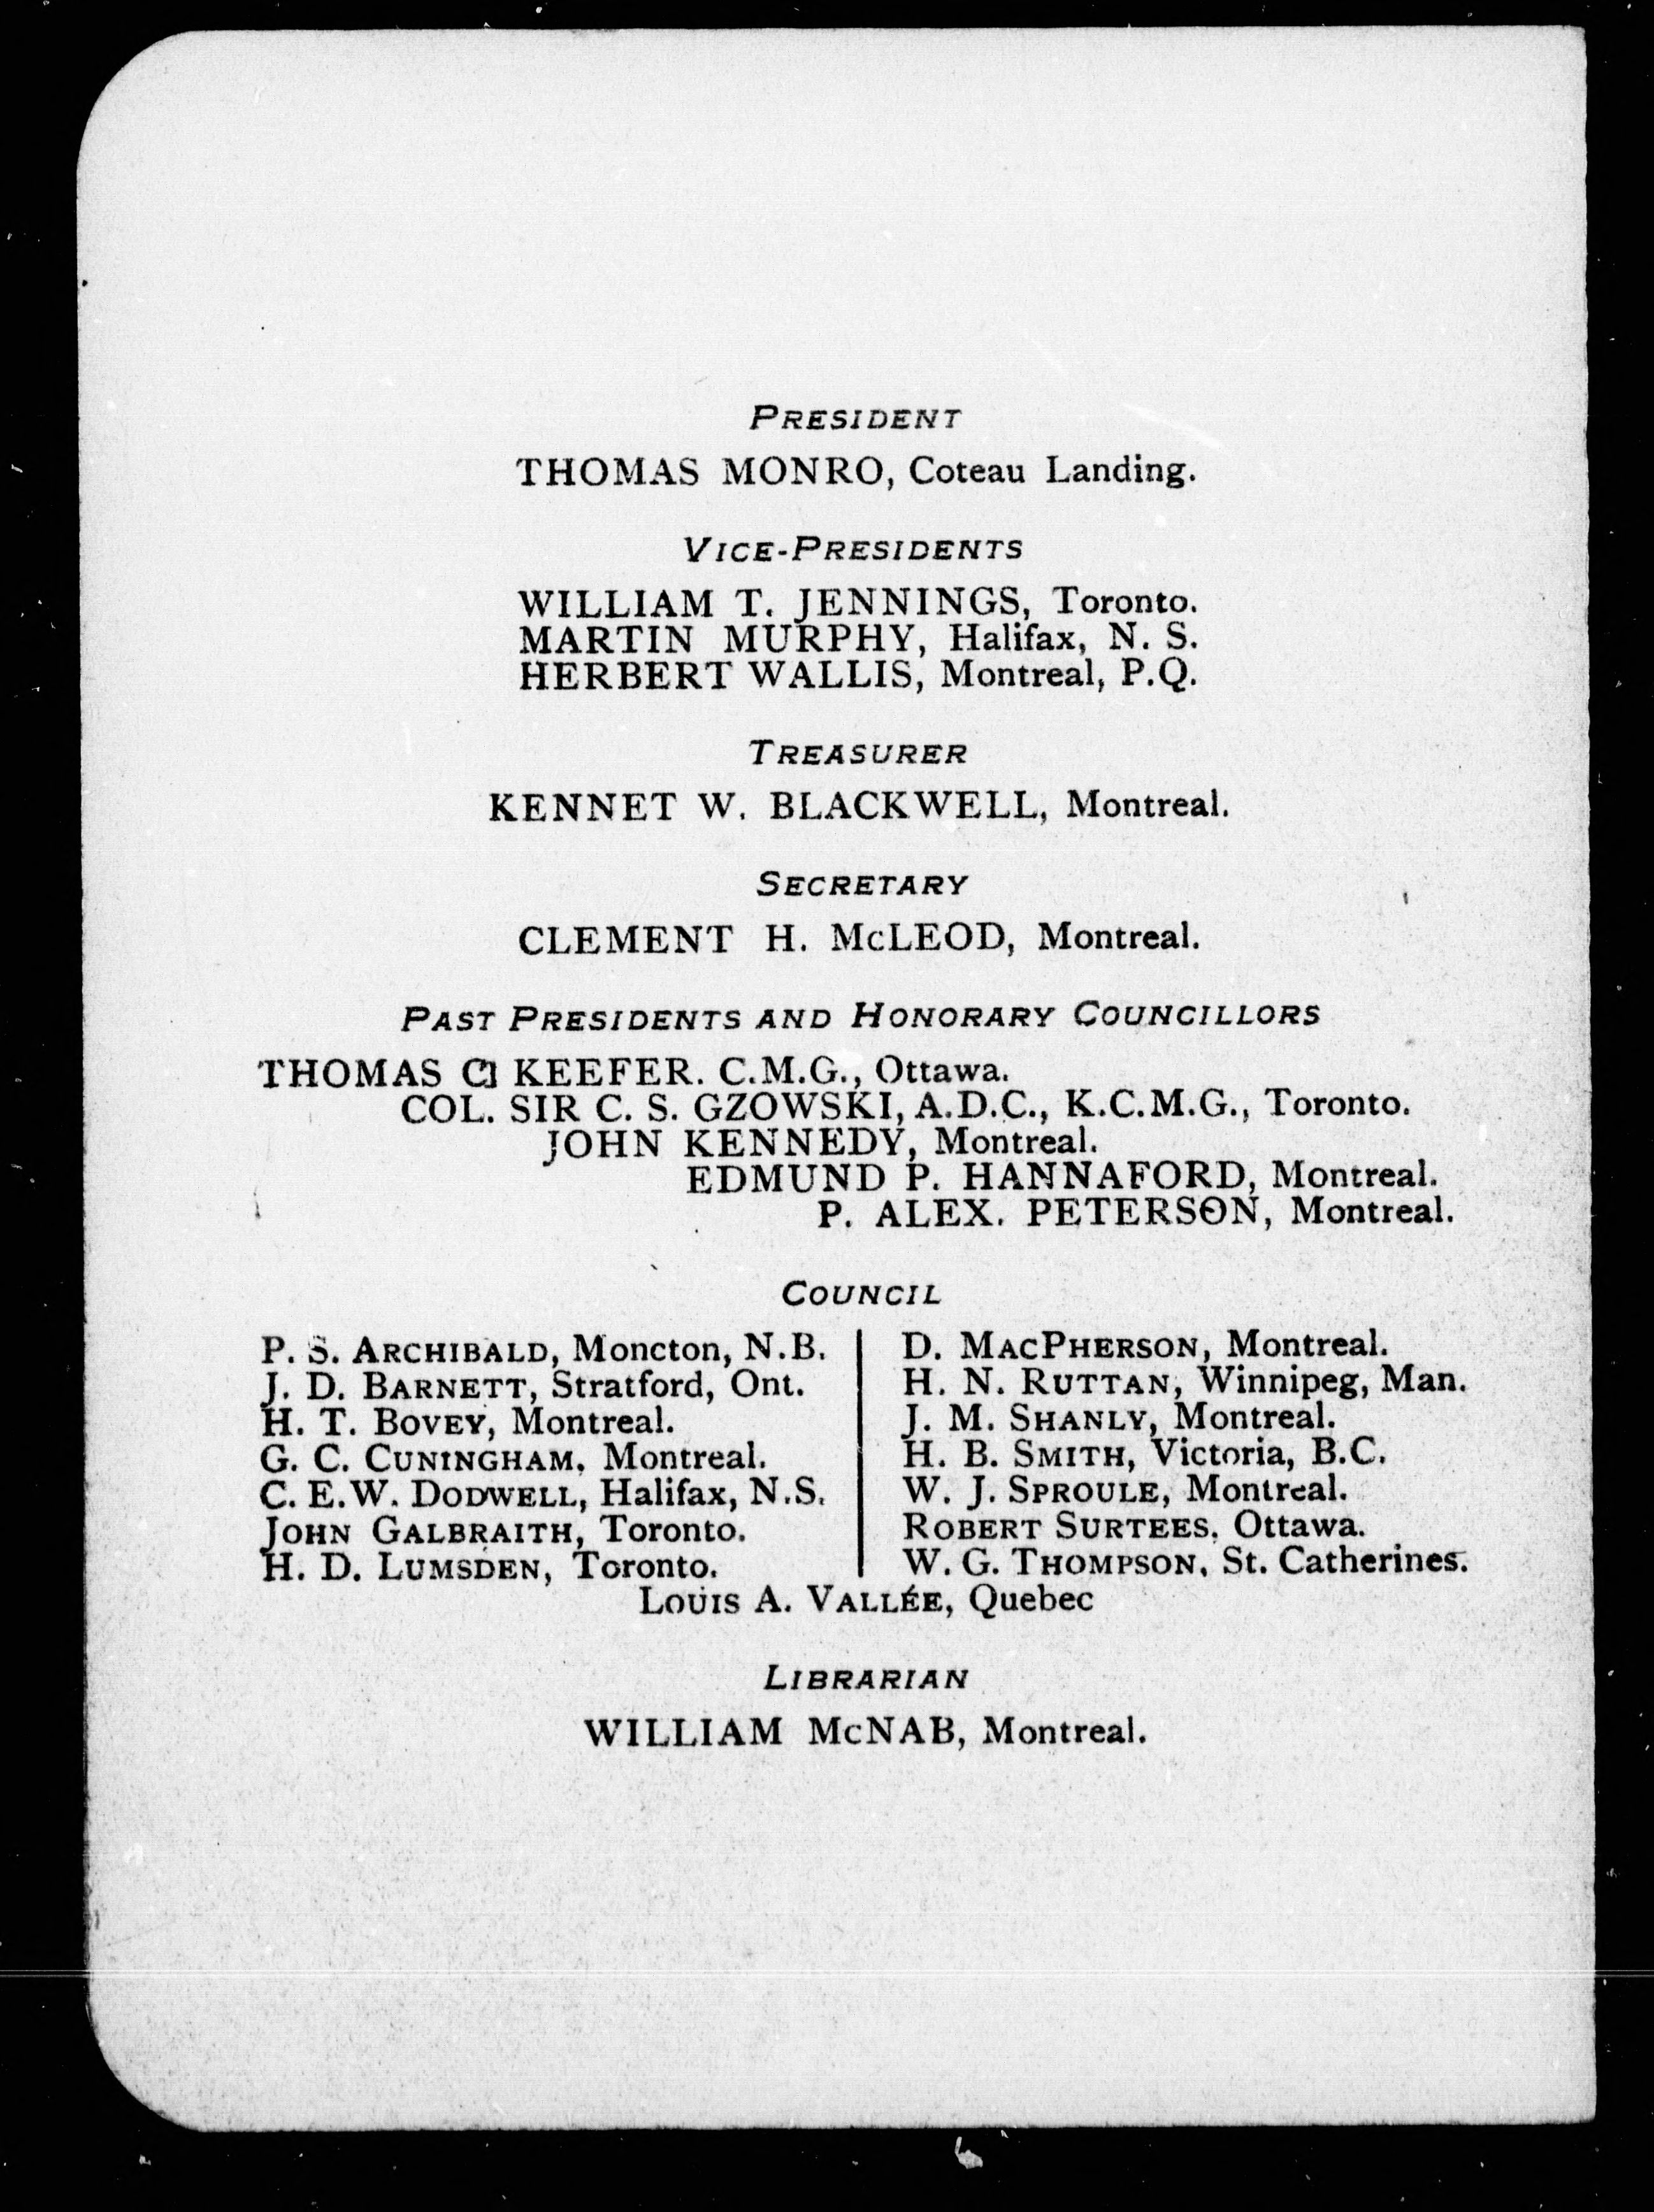 PRESIDENT
THOMAS MONRO, Coteau Landing.
VICE-PRESIDENTS
WILLIAM T. JENNINGS, Toronto.
MARTIN MURPHY, Halifax, N. S.
HERBERT WALLIS, Montreal, P.Q.
TREASURER
KENNET W. BLACKWELL, Montreal.
SECRETARY
CLEMENT H. McLEOD, Montreal.
PAST PRESIDENTS AND HONORARY COUNCILLORS
THOMAS C KEEFER. C.M.G., Ottawa.
COL. SIR C. S. GZOWSKI, A.D.C., K.C.M.G., Toronto.
JOHN KENNEDY, Montreal.
EDMUND P. HANNAFORD, Montreal.
P. ALEX. PETERSON, Montreal.
COUNCIL
P. S. ARCHIBALD, Moncton, N.B.
J. D. BARNETT, Stratford, Ont.
H. T. BOVEY, Montreal.
G. C. CUNINGHAM, Montreal.
C. E.W. DODWELL, Halifax, N.S.
JOHN GALBRAITH, Toronto.
H. D. LUMSDEN, Toronto.
D. MACPHERSON, Montreal.
H. N. RUTTAN, Winnipeg, Man.
J. M. SHANLY, Montreal.
H. B. SMITH, Victoria, B.C.
W. J. SPROULE, Montreal.
ROBERT SURTEES, Ottawa.
W. G. THOMPSON, St. Catherines.
LOUIS A. VALLÉE, Quebec
LIBRARIAN
WILLIAM McNAB, Montreal.